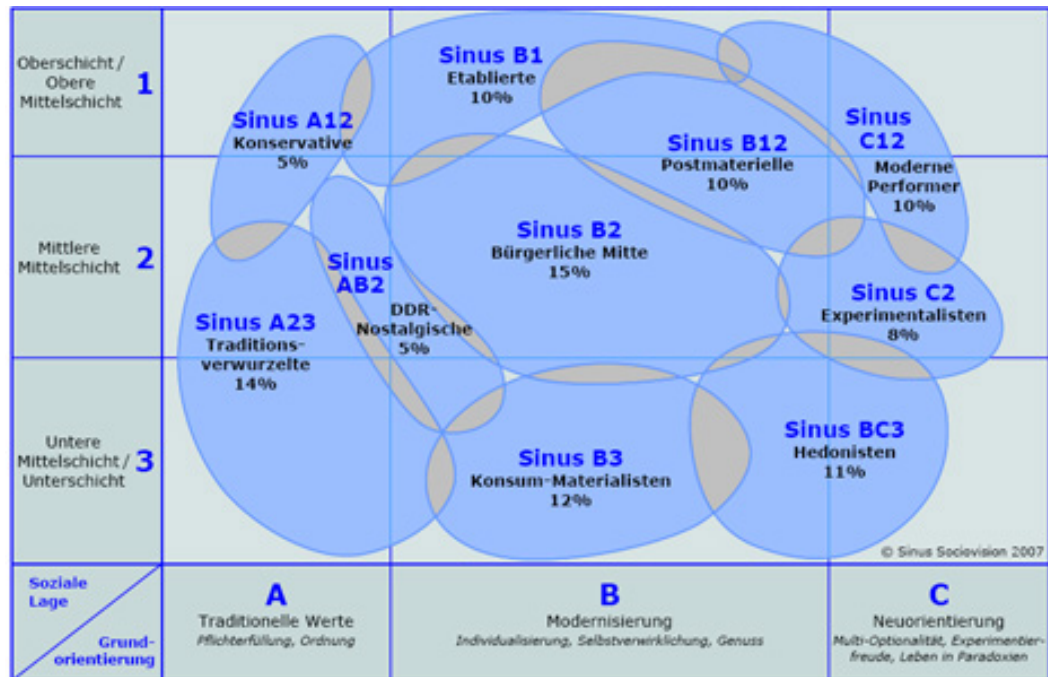 Oberschicht /
Obere
Mittelschicht
1
Sinus B1
Etablierte
10%
Sinus A12
Konservative
5%
Sinus
C12
Moderne
Performer
10%
Sinus B12
Postmaterielle
10%
Mittlere
Mittelschicht
2
Sinus B2
Bürgerliche Mitte
15%
Sinus
AB2
DDR-
Nostalgische
5%
Sinus A23
Traditions-
verwurzelte
14%
Sinus C2
Experimentalisten
8%
Untere
Mittelschicht /
Unterschicht
3
Sinus B3
Konsum-Materialisten
12%
Sinus BC3
Hedonisten
11%
© Sinus Sociovision 2007
Soziale
Lage
Grund-
orientierung
A
Traditionelle Werte
Pflichterfüllung, Ordnung
B
Modernisierung
Individualisierung, Selbstverwirklichung, Genuss
C
Neuorientierung
Multi-Optionalität, Experimentier-
freude, Leben in Paradoxien